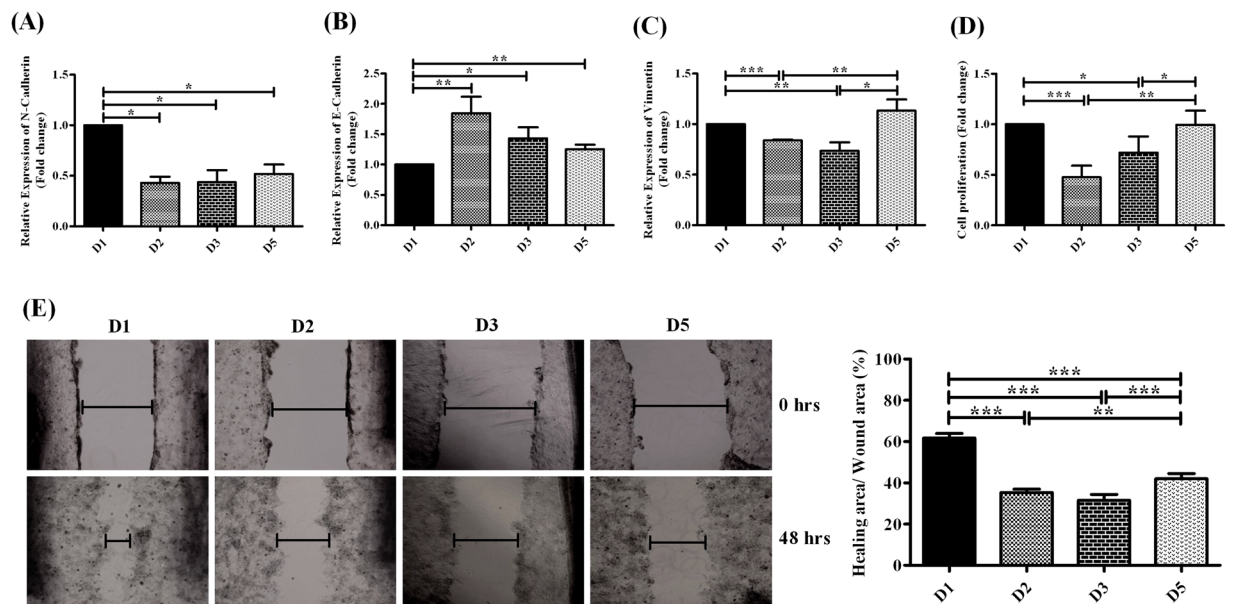 (A)
Relative Expression of N-Cadherin
(Fold change)
1.5
1.0
0.5
0.0
*
*
*
D1
D2
D3
D5
(B)
Relative Expression of E-Cadherin
(Fold change)
2.5
2.0
1.5
1.0
0.5
0.0
**
*
**
D1
D2
D3
D5
(C)
Relative Expression of Vimentin
(Fold change)
1.5
1.0
0.5
0.0
*** **
** *
D1
D2
D3
D5
(D)
Cell proliferation (Fold change)
1.5
1.0
0.5
0.0
* *
*** **
D1
D2
D3
D5
(E)
D1 D2 D3 D5
0 hrs
48 hrs
Healing area/ Wound area (%)
100
80
60
40
20
0
***
*** ***
*** **
D1
D2
D3
D5